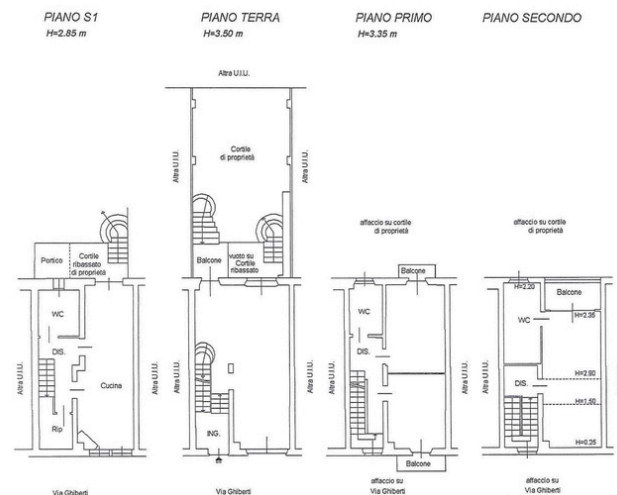 PIANO S1
H=2.85 m
PIANO TERRA
H=3.50 m
PIANO PRIMO
H=3.35 m
PIANO SECONDO
Altra U.I.U.
Cortile
di proprietà
Altra U.I.U.
Altra U.I.U.
Portico
Cortile
ribassato
di proprietà
WC
DIS.
Cucina
Rip
Altra U.I.U.
Via Ghiberti
Balcone
vuoto su
Cortile
ribassato
ING.
Altra U.I.U.
Altra U.I.U.
Via Ghiberti
affaccio su cortile
di proprietà
Balcone
WC
DIS.
Balcone
Altra U.I.U.
Altra U.I.U.
affaccio su
Via Ghiberti
affaccio su cortile
di proprietà
H=2.20
Balcone
H=2.35
WC
DIS.
H=2.80
H=1.50
H=0.25
Altra U.I.U.
Altra U.I.U.
affaccio su
Via Ghiberti